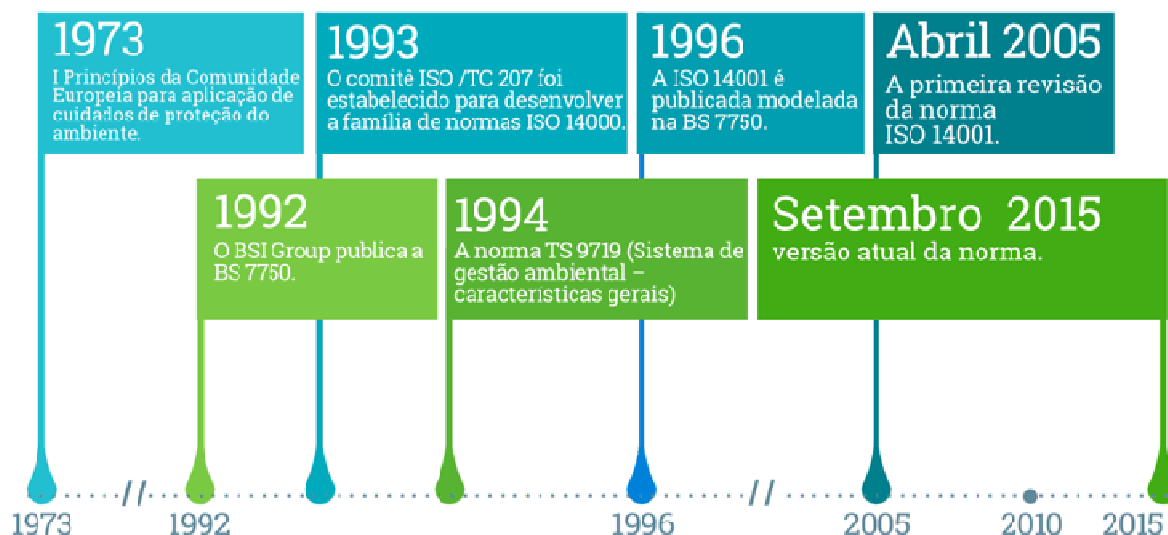 1973
I Princípios da Comunidade
Europeia para aplicação de
cuidados de proteção do
ambiente.
1993
O comitê ISO /TC 207 foi
estabelecido para desenvolver
a família de normas ISO 14000.
1996
A ISO 14001 é
publicada modelada
na BS 7750.
Abril 2005
A primeira revisão
da norma
ISO 14001.
1992
O BSI Group publica a
BS 7750.
1994
A norma TS 9719 (Sistema de
gestão ambiental –
características gerais)
Setembro 2015
versão atual da norma.
1973
1992
1996
2005
2010
2015